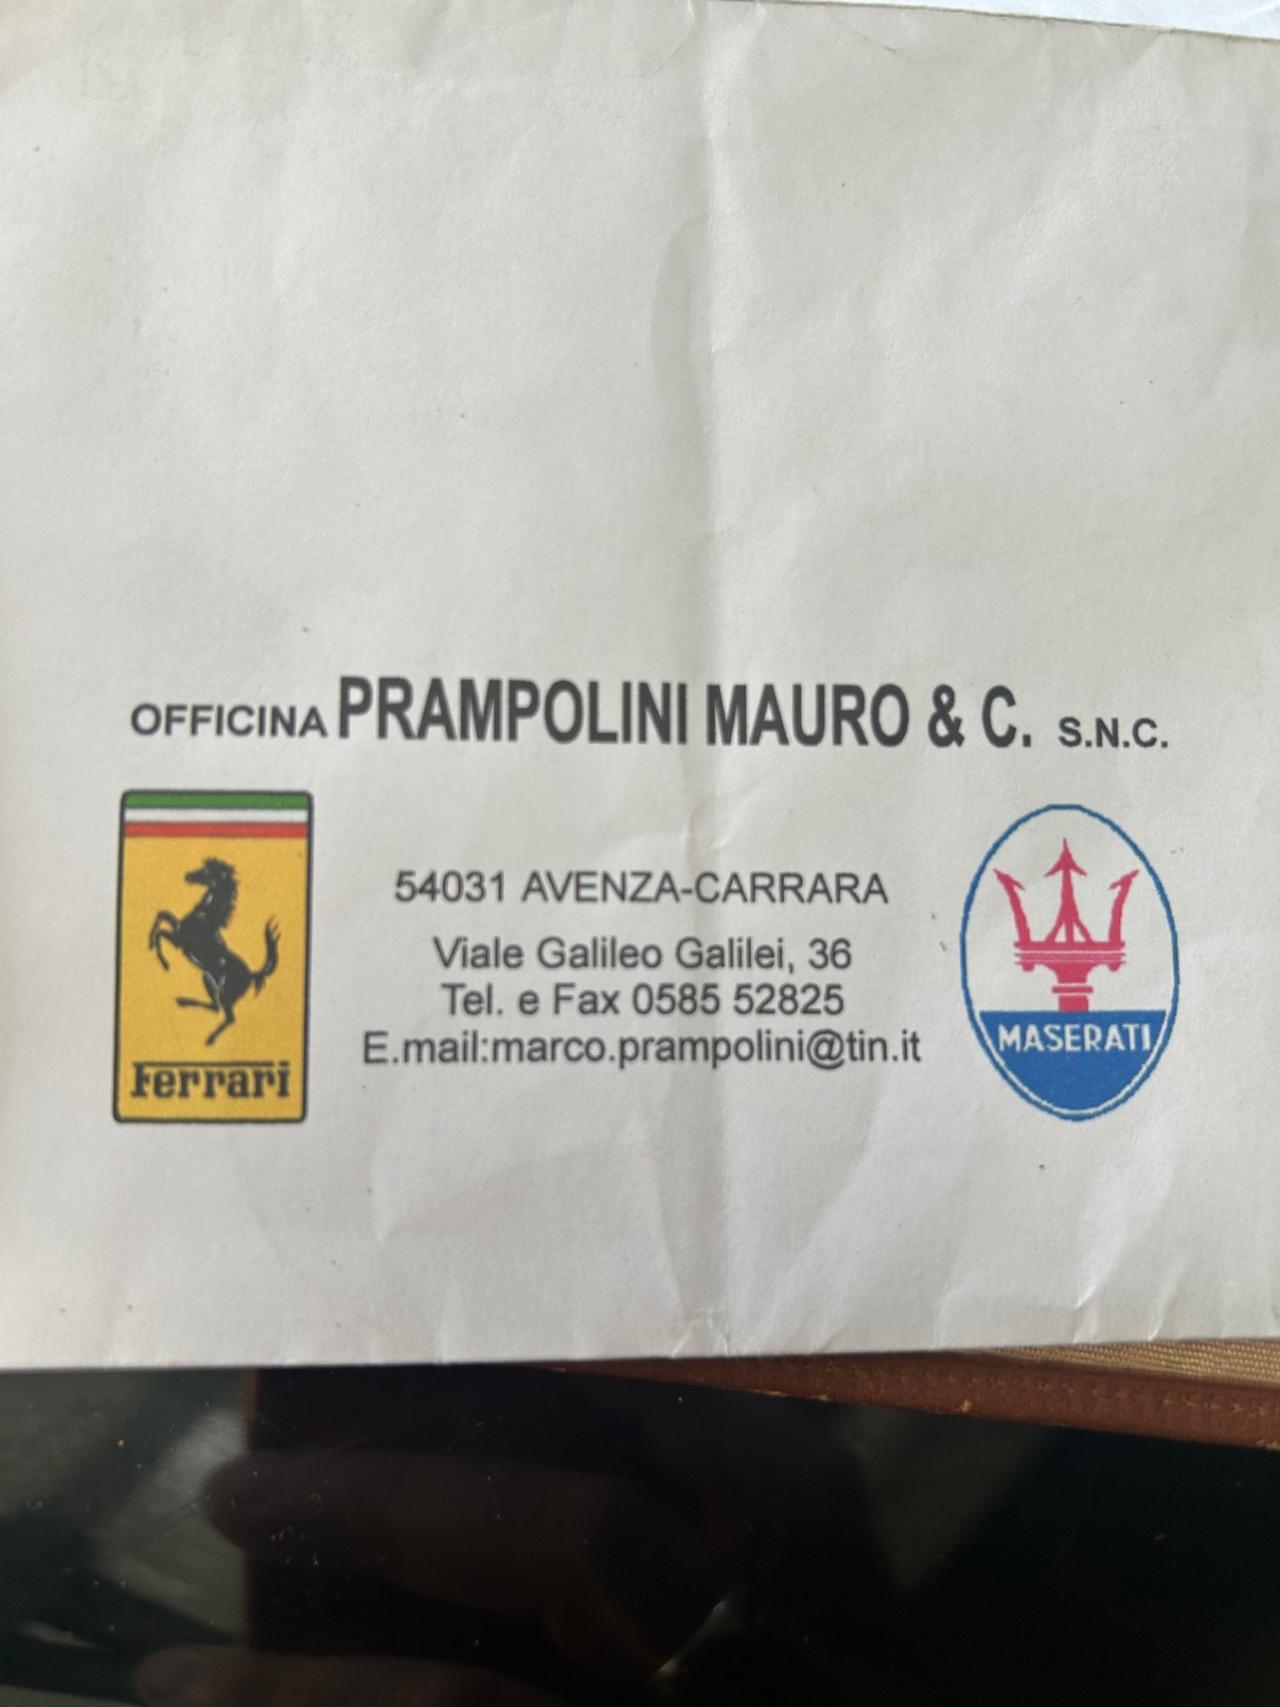 OFFICINA PRAMPOLINI MAURO & C. S.N.C.
54031 AVENZA-CARRARA
Viale Galileo Galilei, 36
Tel. e Fax 0585 52825
E.mail:marco.prampolini@tin.it
Ferrari
MASERATI